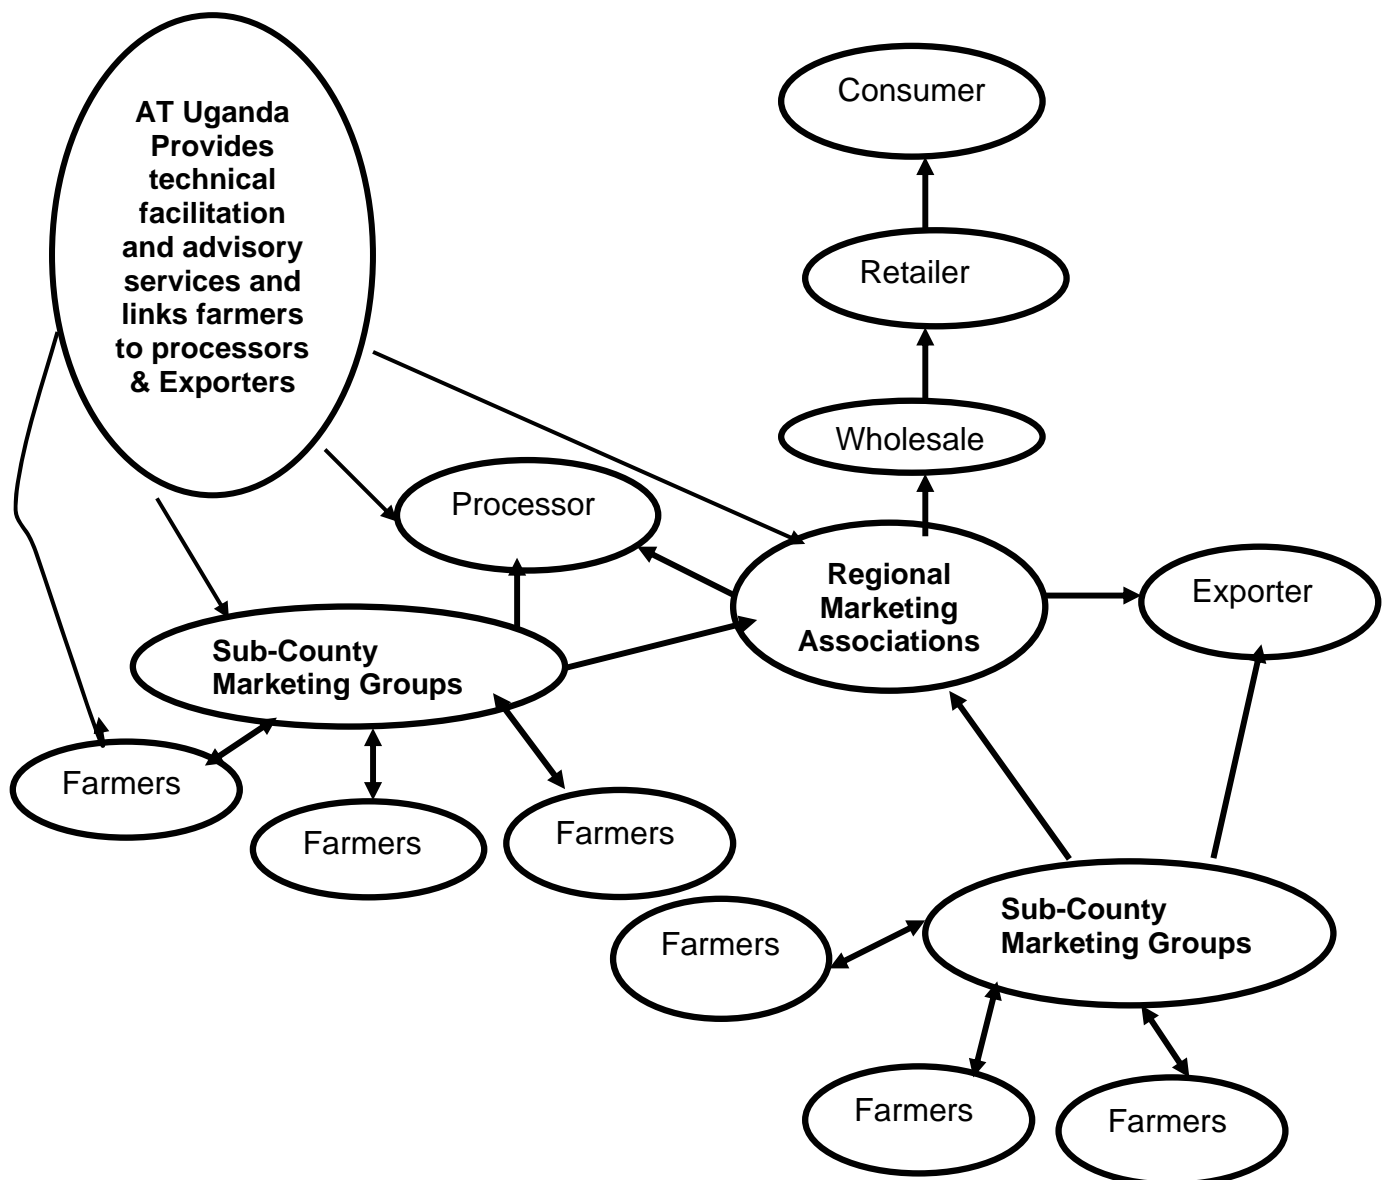 AT Uganda
Provides
technical
facilitation
and advisory
services and
links farmers
to processors
& Exporters
Consumer
Retailer
Wholesale
Processor
Regional
Marketing
Associations
Exporter
Sub-County
Marketing Groups
Farmers
Farmers
Farmers
Farmers
Sub-County
Marketing Groups
Farmers
Farmers